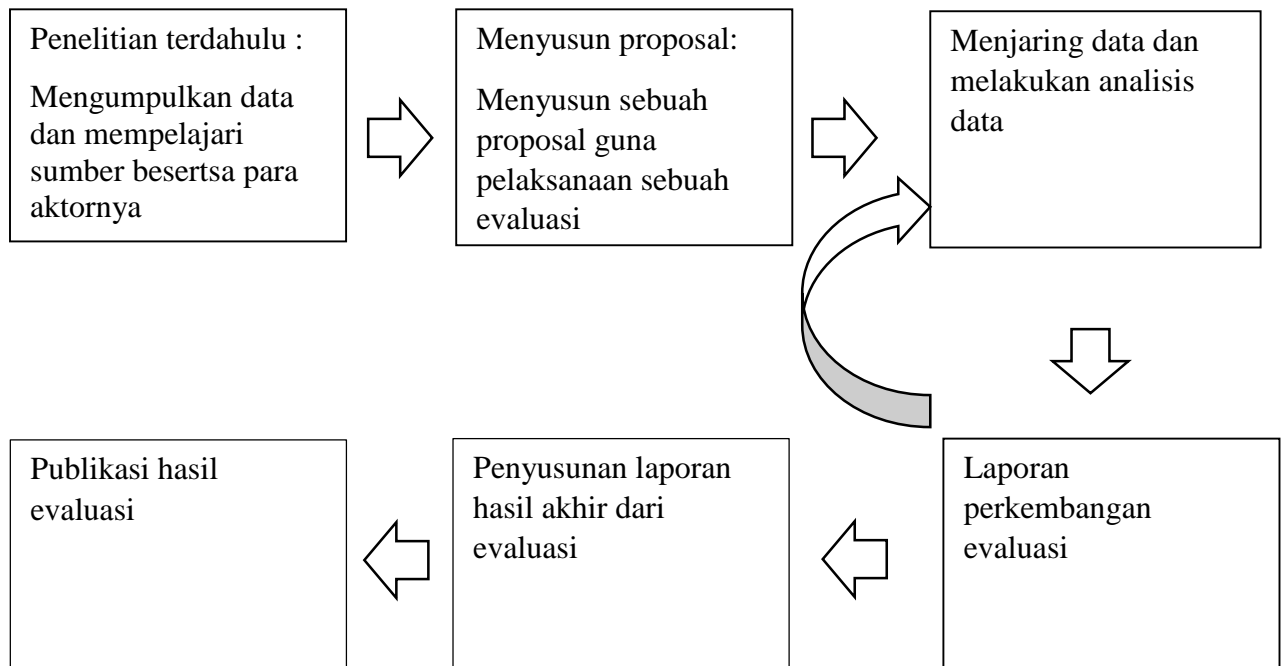 Penelitian terdahulu :
Mengumpulkan data
dan mempelajari
sumber besertsa para
aktornya
Menyusun proposal:
Menyusun sebuah
proposal guna
pelaksanaan sebuah
evaluasi
Menjaring data dan
melakukan analisis
data
Laporan
perkembangan
evaluasi
Penyusunan laporan
hasil akhir dari
evaluasi
Publikasi hasil
evaluasi